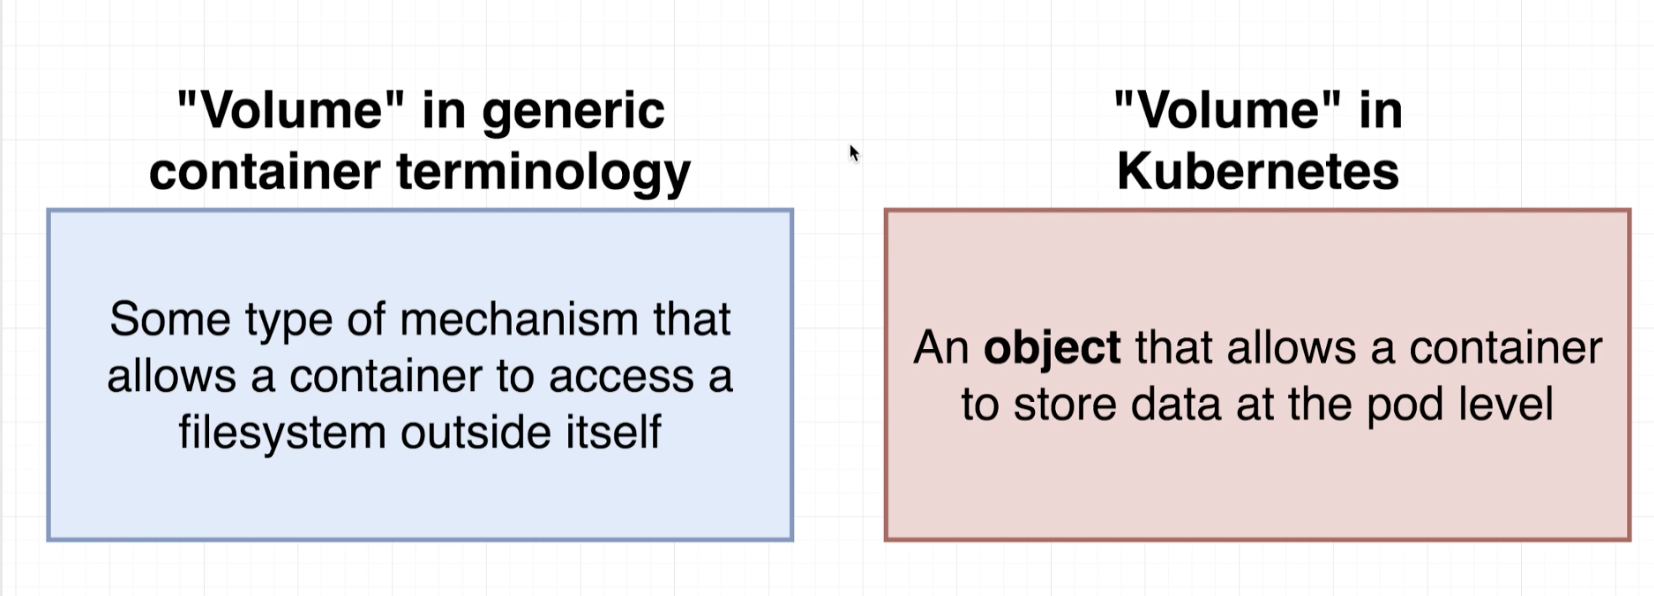 "Volume" in generic
container terminology
Some type of mechanism that
allows a container to access a
filesystem outside itself
"Volume" in
Kubernetes
An object that allows a container
to store data at the pod level